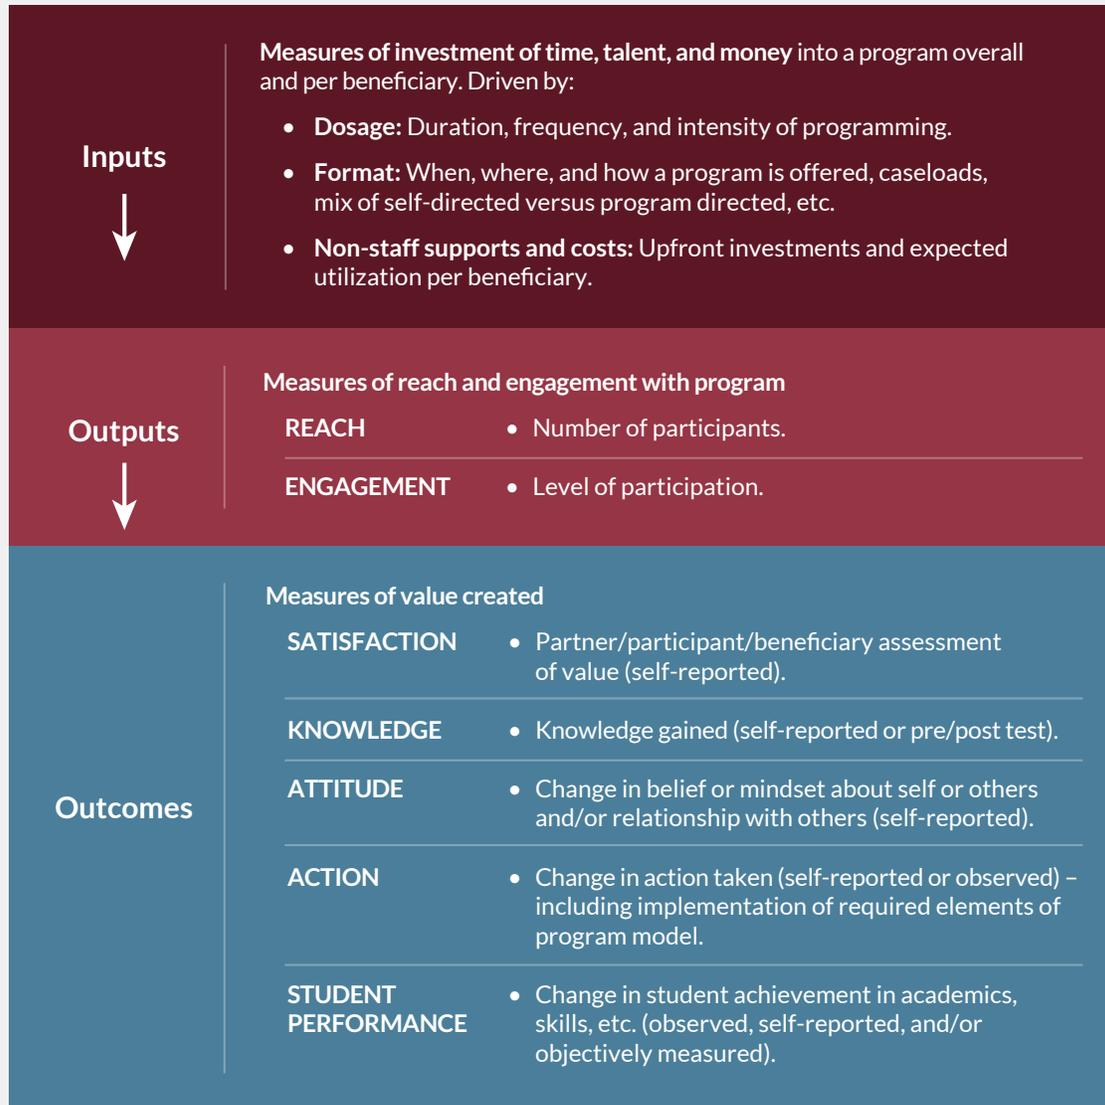 Inputs
Measures of investment of time, talent, and money into a program overall
and per beneficiary. Driven by:
• Dosage: Duration, frequency, and intensity of programming.
• Format: When, where, and how a program is offered, caseloads,
mix of self-directed versus program directed, etc.
• Non-staff supports and costs: Upfront investments and expected
utilization per beneficiary.
Outputs
Measures of reach and engagement with program
REACH • Number of participants.
ENGAGEMENT • Level of participation.
Outcomes
Measures of value created
SATISFACTION • Partner/participant/beneficiary assessment
of value (self-reported).
KNOWLEDGE • Knowledge gained (self-reported or pre/post test).
ATTITUDE • Change in belief or mindset about self or others
and/or relationship with others (self-reported).
ACTION • Change in action taken (self-reported or observed) –
including implementation of required elements of
program model.
STUDENT • Change in student achievement in academics,
PERFORMANCE skills, etc. (observed, self-reported, and/or
objectively measured).